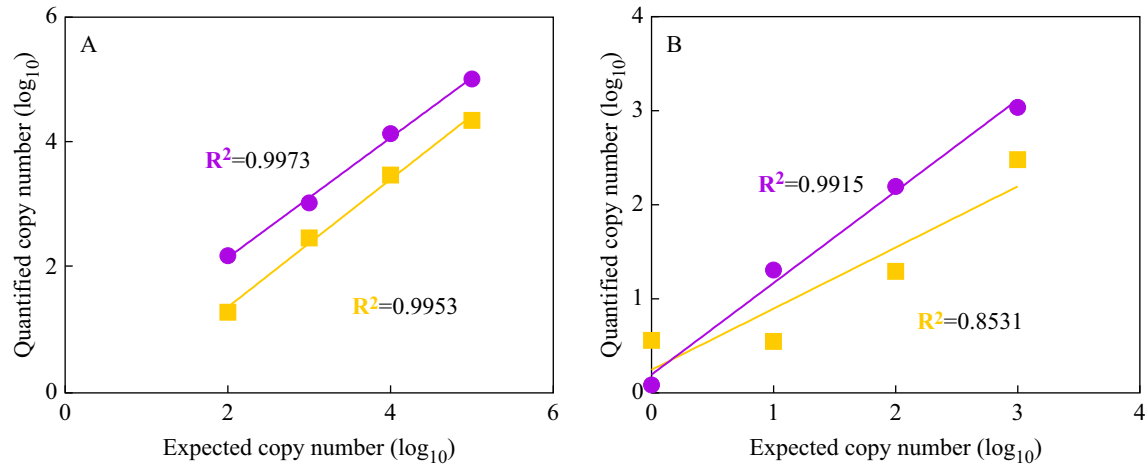 A
6
4
2
0
Quantified copy number (log10)
R²=0.9973
R²=0.9953
0 2 4 6
Expected copy number (log10)
B
4
3
2
1
0
Quantified copy number (log10)
R²=0.9915
R²=0.8531
0 1 2 3 4
Expected copy number (log10)